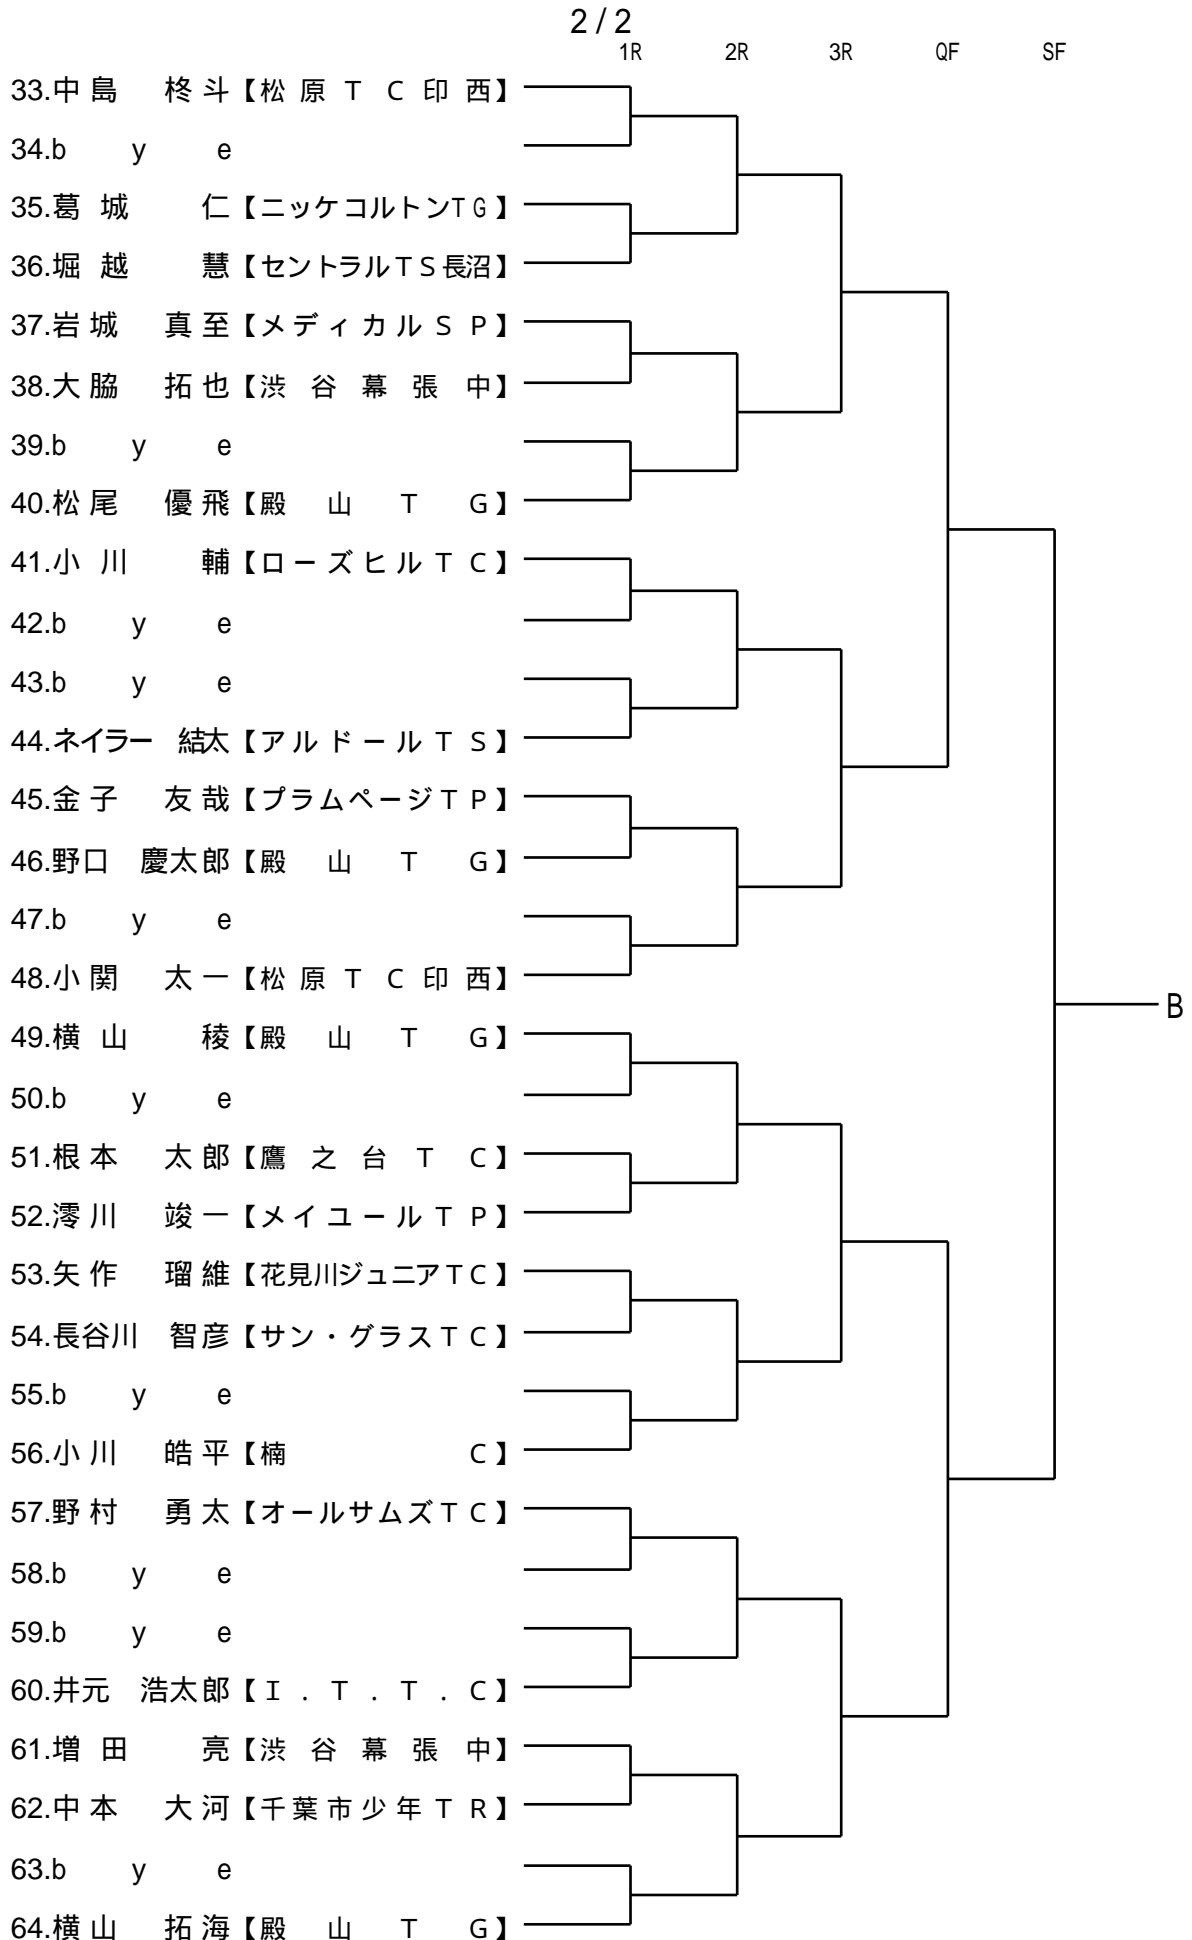 2 / 2
1R 2R 3R QF SF
33.中島 柊斗【松原TC印西】
34.b y e
35.葛城 仁【ニッケコルトンTG】
36.堀越 慧【セントラルTS長沼】
37.岩城 真至【メディカルSP】
38.大脇 拓也【渋谷幕張中】
39.b y e
40.松尾 優飛【殿山TG】
41.小川 輔【ローズヒルTC】
42.b y e
43.b y e
44.ネイラー 結太【アルドールTS】
45.金子 友哉【プラムページTP】
46.野口 慶太郎【殿山TG】
47.b y e
48.小関 太一【松原TC印西】
B
49.横山 稜【殿山TG】
50.b y e
51.根本 太郎【鷹之台TC】
52.澪川 竣一【メイユールTP】
53.矢作 瑠維【花見川ジュニアTC】
54.長谷川 智彦【サン・グラスTC】
55.b y e
56.小川 皓平【楠 C】
57.野村 勇太【オールサムズTC】
58.b y e
59.b y e
60.井元 浩太郎【I.T.T.C】
61.増田 亮【渋谷幕張中】
62.中本 大河【千葉市少年TR】
63.b y e
64.横山 拓海【殿山TG】